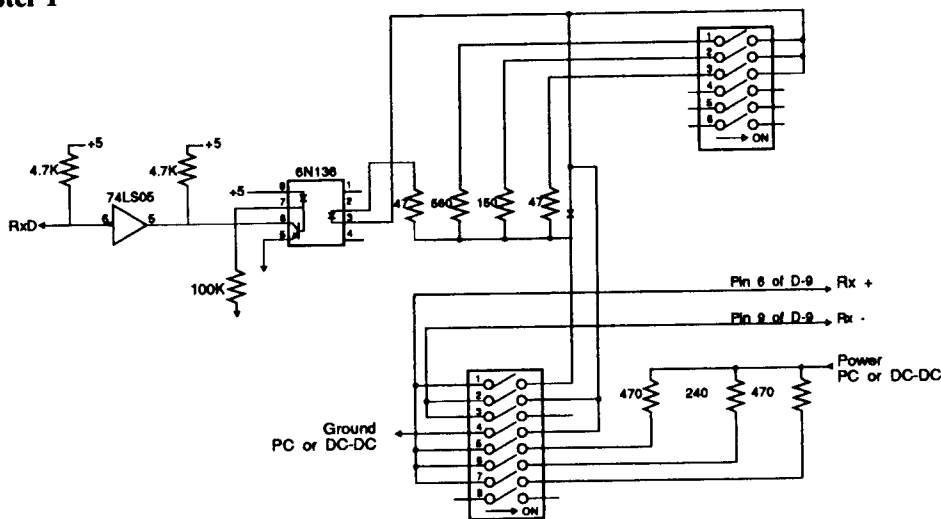 1
2
3
4
5
6
ON
+5
+5
4.7K
4.7K
74LS05
6N136
+5
8
7
6
5
1
2
3
4
RxD
6
5
100K
47
560
150
47
Pin 6 of D-9
Rx +
Pin 9 of D-9
Rx -
Power
PC or DC-DC
470
240
470
Ground
PC or DC-DC
1
2
3
4
5
6
7
8
ON